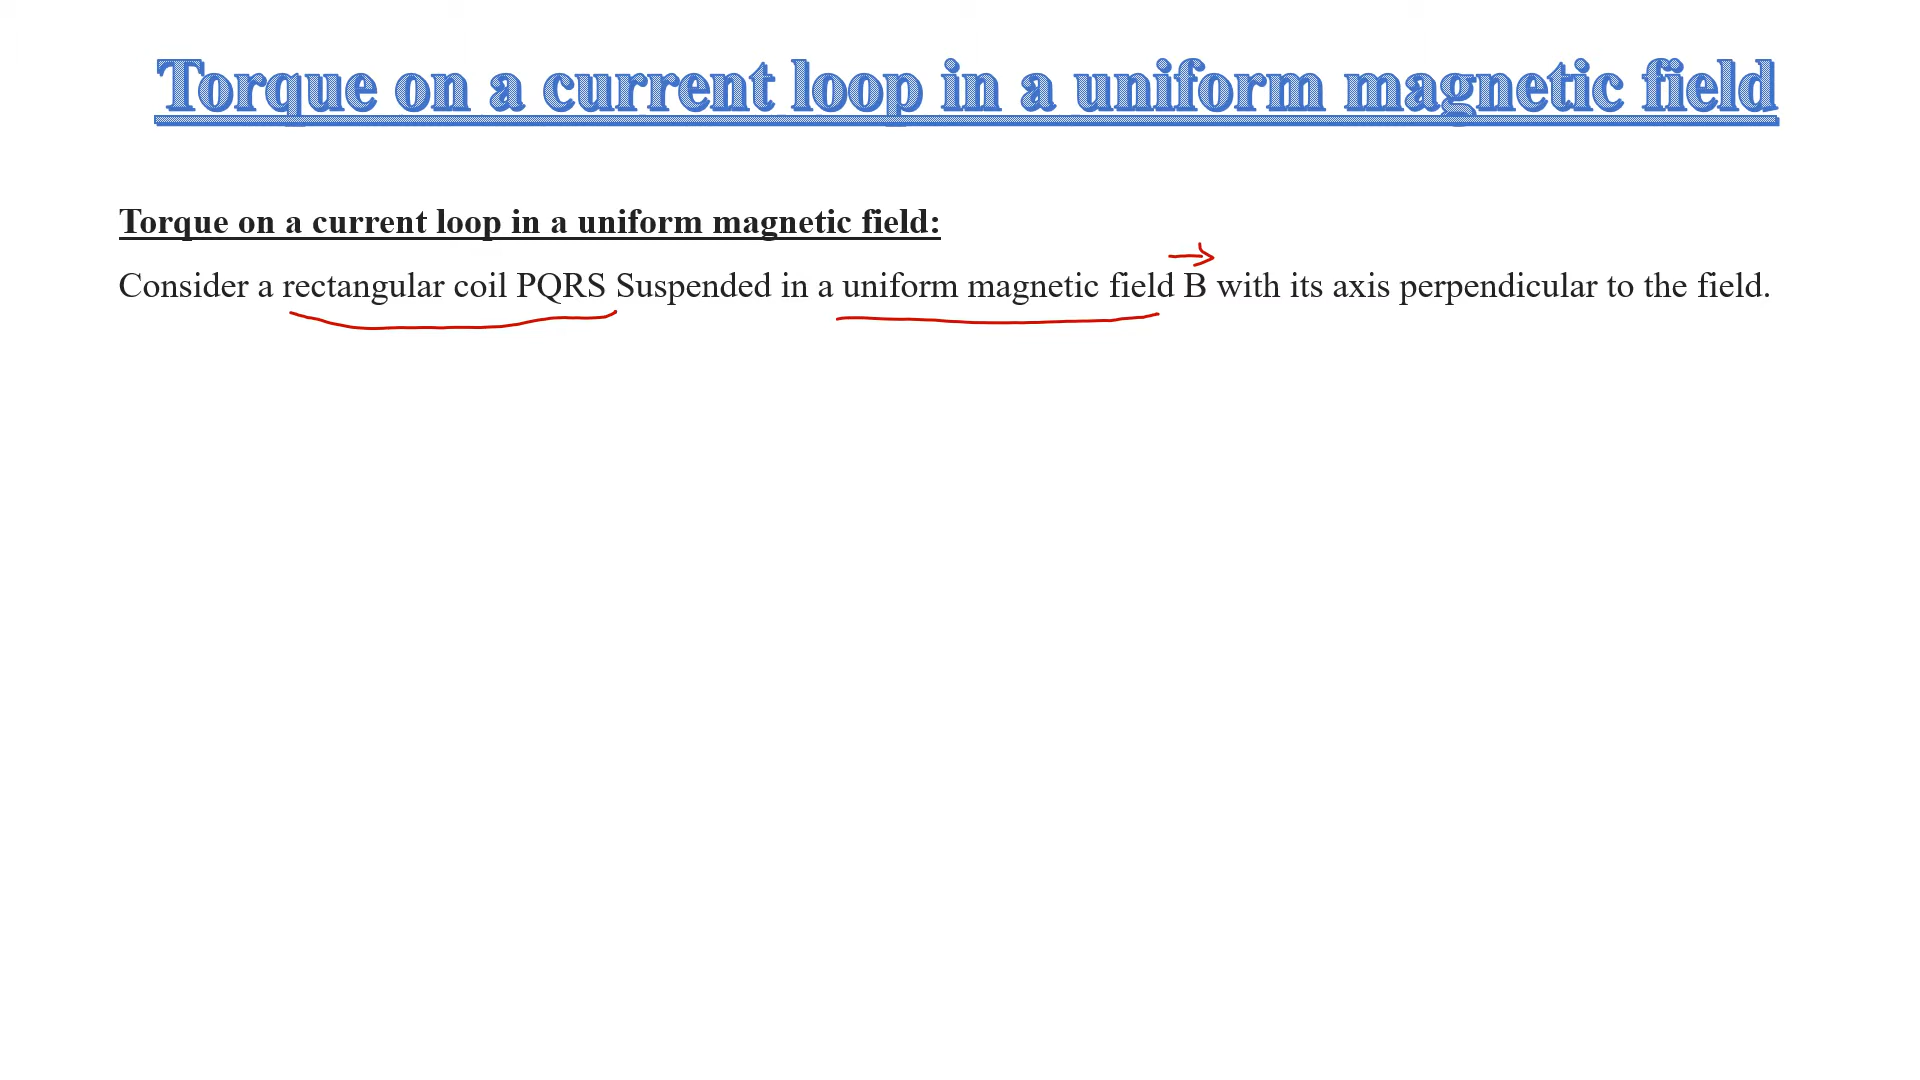 Torque on a current loop in a uniform magnetic field
Torque on a current loop in a uniform magnetic field:
Consider a rectangular coil PQRS Suspended in a uniform magnetic field B with its axis perpendicular to the field.